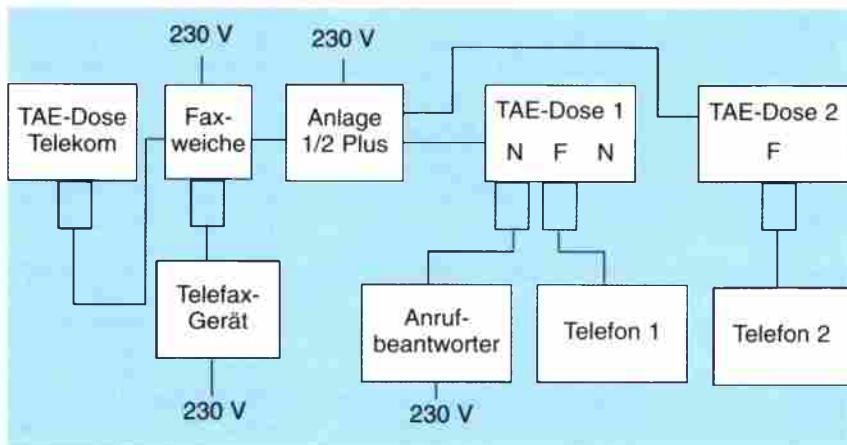 230 V
230 V
TAE-Dose
Telekom
Fax-
weiche
Anlage
1/2 Plus
TAE-Dose 1
N F N
TAE-Dose 2
F
Telefax-
Gerät
Anruf-
beantworter
Telefon 1
Telefon 2
230 V
230 V